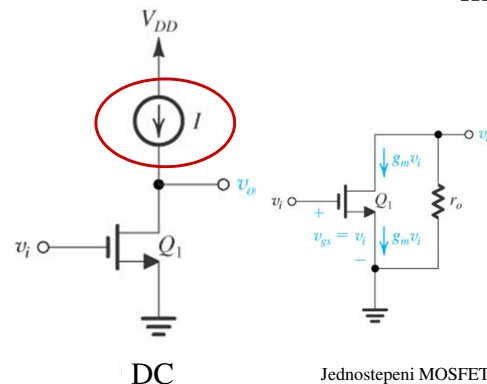 V_DD
I
v_o
v_i
Q_1
DC
g_m v_i
v_i
+
Q_1
r_o
v_gs = v_i
g_m v_i
−
Jednostepeni MOSFET